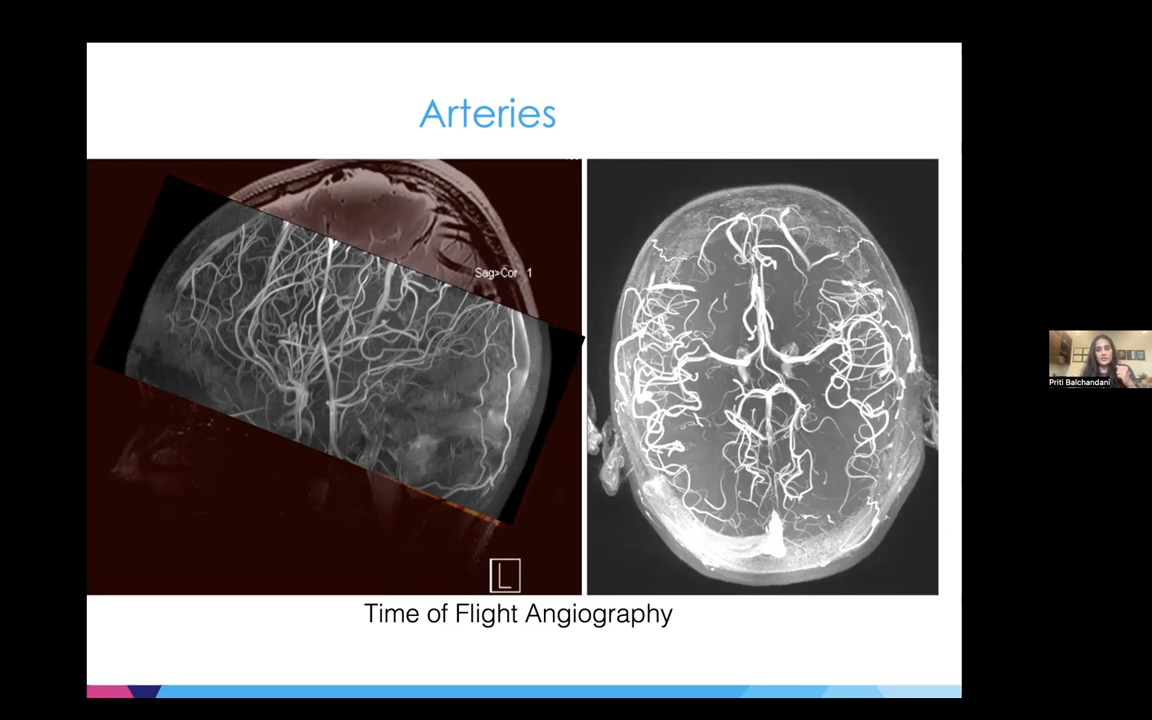 Arteries
Sag>Cor 1
L
Time of Flight Angiography
Priti Balchandani